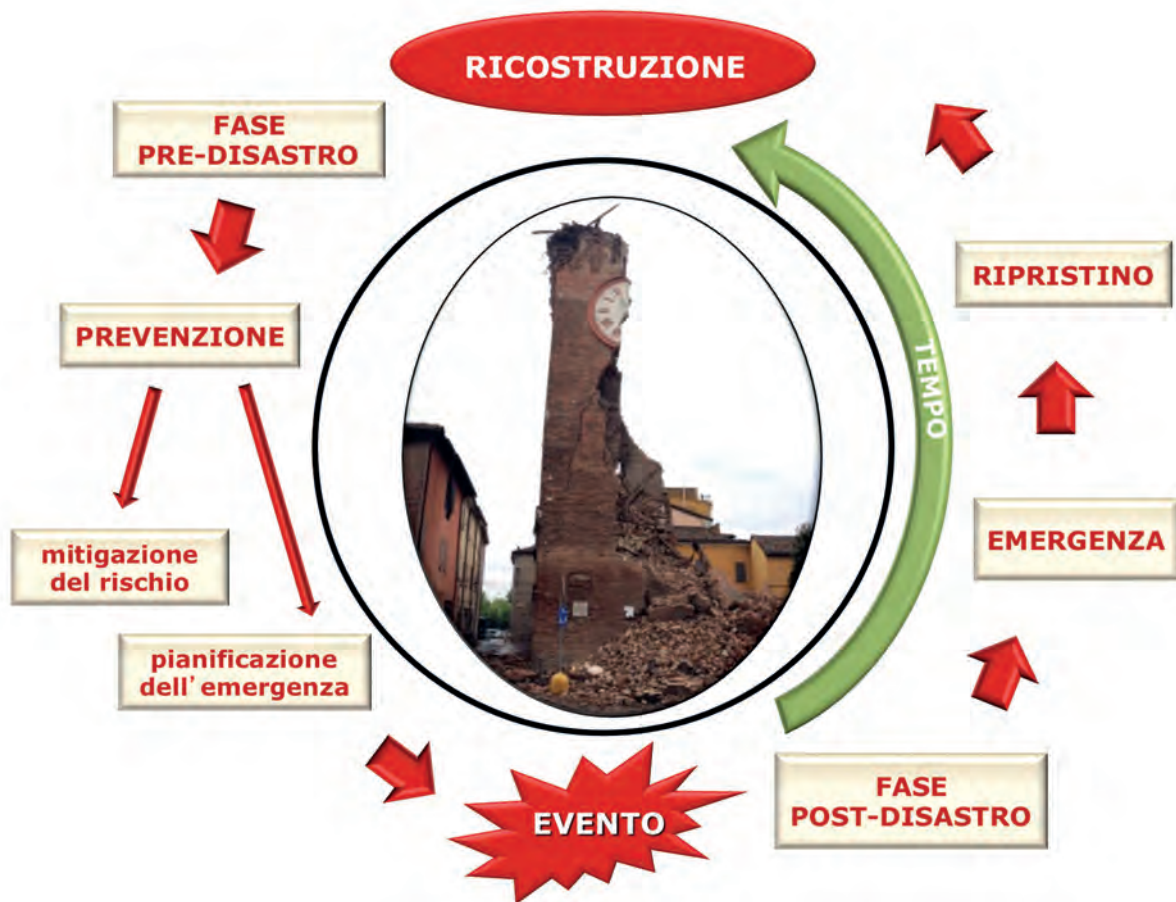 RICOSTRUZIONE
FASE
PRE-DISASTRO
PREVENZIONE
mitigazione
del rischio
pianificazione
dell'emergenza
EVENTO
FASE
POST-DISASTRO
EMERGENZA
RIPRISTINO
TEMPO